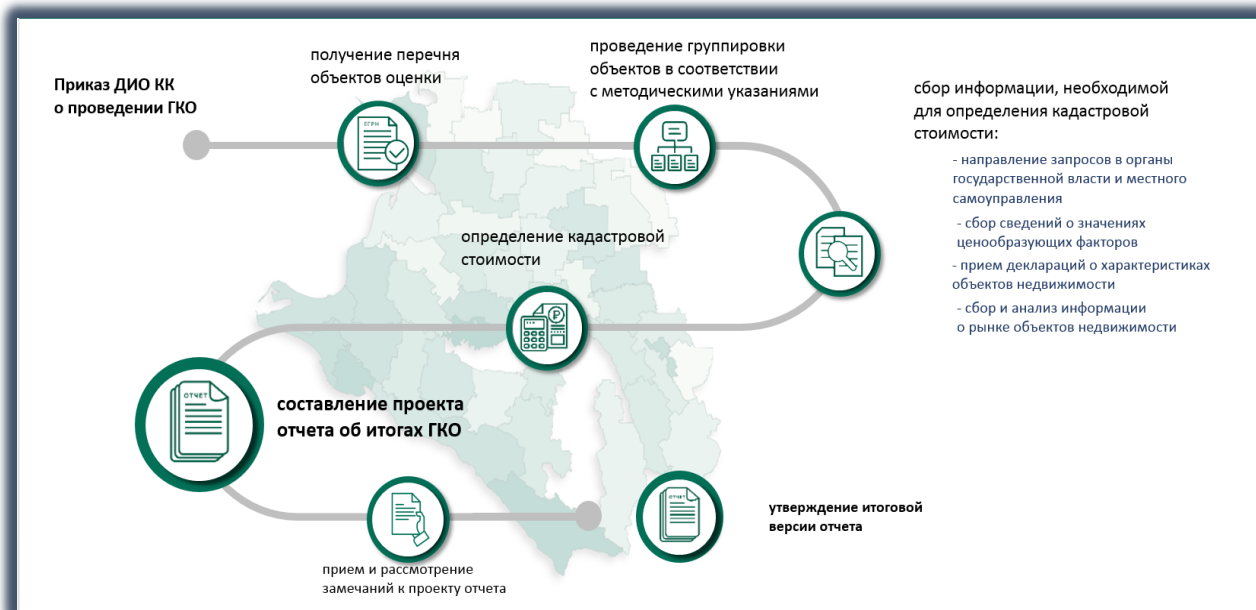 Приказ ДИО КК
о проведении ГКО
получение перечня
объектов оценки
ЕГРН
проведение группировки
объектов в соответствии
с методическими указаниями
сбор информации, необходимой
для определения кадастровой
стоимости:
- направление запросов в органы
государственной власти и местного
самоуправления
- сбор сведений о значениях
ценообразующих факторов
- прием деклараций о характеристиках
объектов недвижимости
- сбор и анализ информации
о рынке объектов недвижимости
определение кадастровой
стоимости
₽
ОТЧЕТ
составление проекта
отчета об итогах ГКО
прием и рассмотрение
замечаний к проекту отчета
ОТЧЕТ
утверждение итоговой
версии отчета